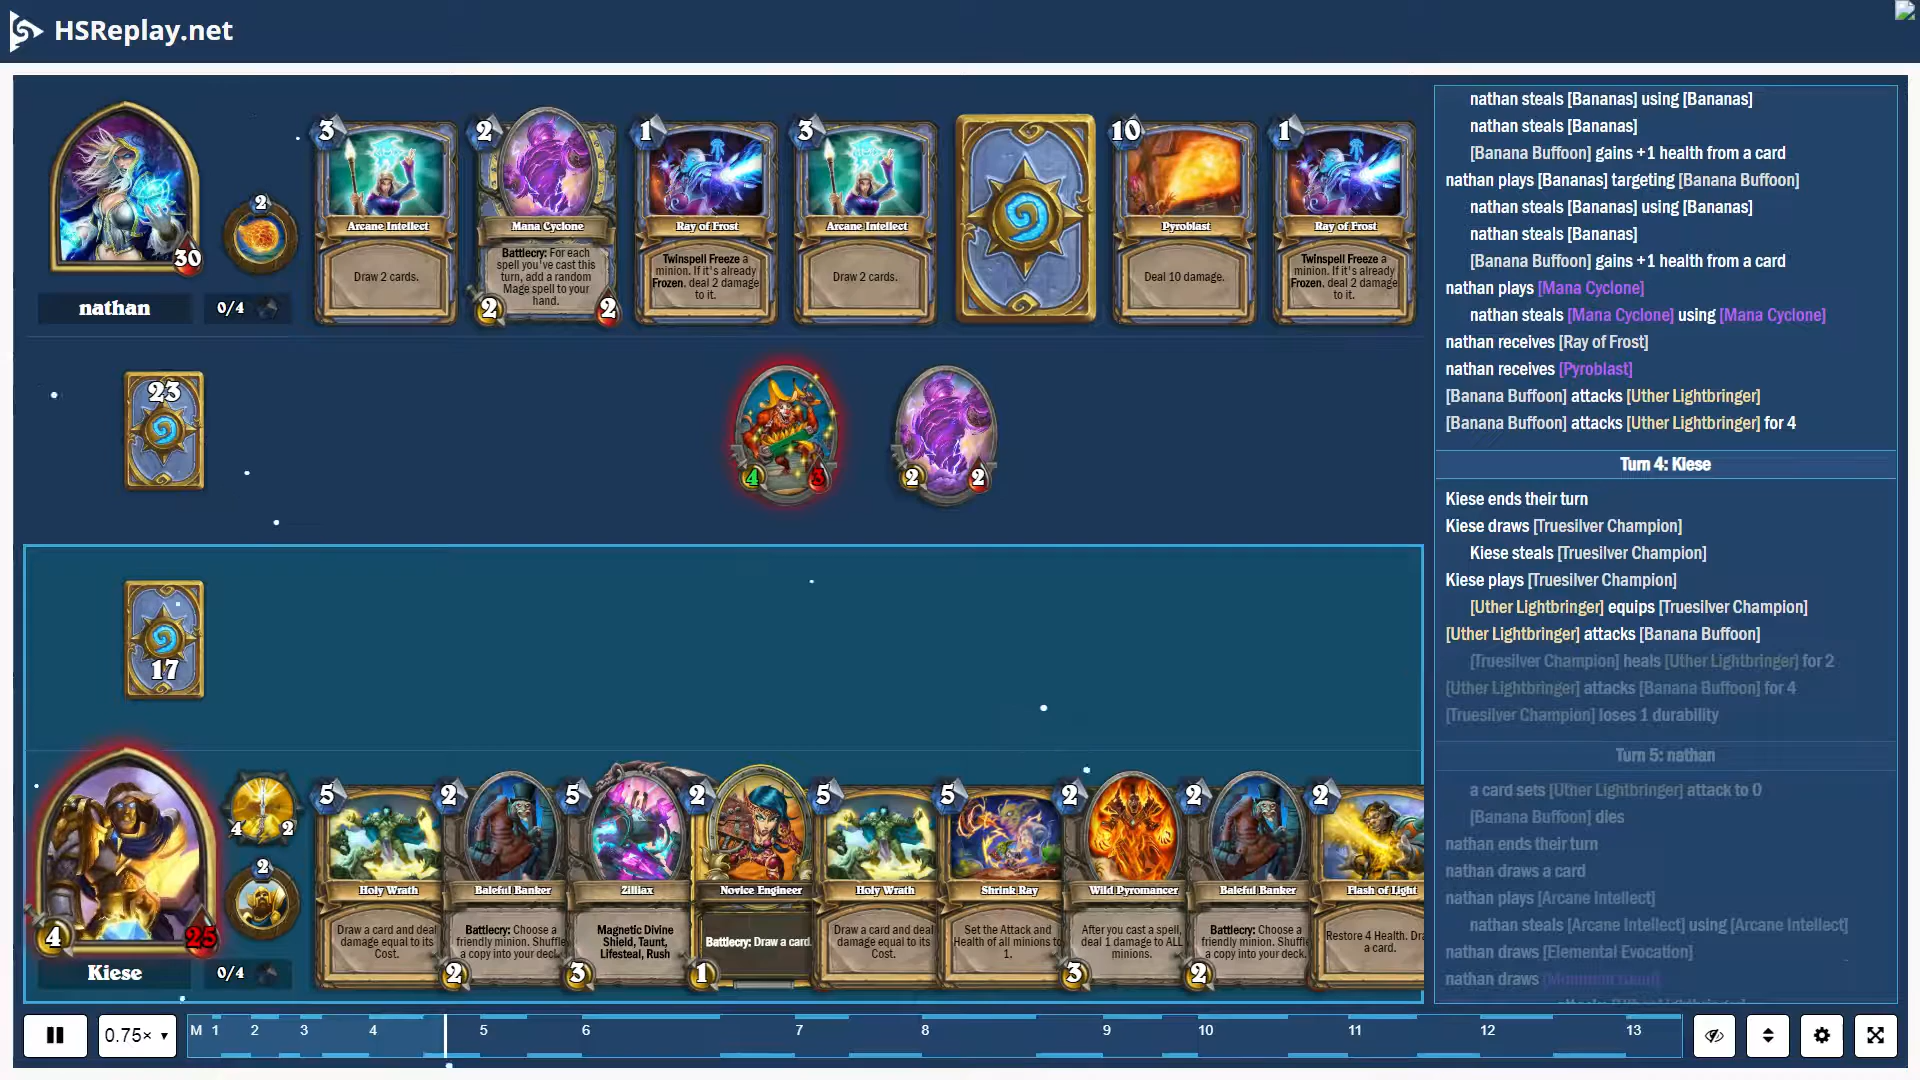 HSReplay.net
3
Arcane Intellect
Draw 2 cards.
2
Mana Cyclone
Battlecry: For each
spell you've cast this
turn, add a random
Mage spell to your
hand.
2
2
1
Ray of Frost
Twinspell Freeze a
minion. If it's already
Frozen, deal 2 damage
to it.
3
Arcane Intellect
Draw 2 cards.
10
Pyroblast
Deal 10 damage.
1
Ray of Frost
Twinspell Freeze a
minion. If it's already
Frozen, deal 2 damage
to it.
2
30
nathan
0/4
23
4
3
2
2
17
4
25
Kiese
0/4
4
2
2
5
Holy Wrath
Draw a card and deal
damage equal to its
Cost.
2
Baleful Banker
Battlecry: Choose a
friendly minion. Shuffle
a copy into your deck.
2
5
Zilliax
Magnetic Divine
Shield, Taunt,
Lifesteal, Rush
3
2
Novice Engineer
Battlecry: Draw a card.
1
5
Holy Wrath
Draw a card and deal
damage equal to its
Cost.
5
Shrink Ray
Set the Attack and
Health of all minions to
1.
2
Wild Pyromancer
After you cast a spell,
deal 1 damage to ALL
minions.
3
2
Baleful Banker
Battlecry: Choose a
friendly minion. Shuffle
a copy into your deck.
2
2
Flash of Light
Restore 4 Health. Dra
a card.
nathan steals [Bananas] using [Bananas]
nathan steals [Bananas]
[Banana Buffoon] gains +1 health from a card
nathan plays [Bananas] targeting [Banana Buffoon]
nathan steals [Bananas] using [Bananas]
nathan steals [Bananas]
[Banana Buffoon] gains +1 health from a card
nathan plays [Mana Cyclone]
nathan steals [Mana Cyclone] using [Mana Cyclone]
nathan receives [Ray of Frost]
nathan receives [Pyroblast]
[Banana Buffoon] attacks [Uther Lightbringer]
[Banana Buffoon] attacks [Uther Lightbringer] for 4
Turn 4: Kiese
Kiese ends their turn
Kiese draws [Truesilver Champion]
Kiese steals [Truesilver Champion]
Kiese plays [Truesilver Champion]
[Uther Lightbringer] equips [Truesilver Champion]
[Uther Lightbringer] attacks [Banana Buffoon]
[Truesilver Champion] heals [Uther Lightbringer] for 2
[Uther Lightbringer] attacks [Banana Buffoon] for 4
[Truesilver Champion] loses 1 durability
Turn 5: nathan
a card sets [Uther Lightbringer] attack to 0
[Banana Buffoon] dies
nathan ends their turn
nathan draws a card
nathan plays [Arcane Intellect]
nathan steals [Arcane Intellect] using [Arcane Intellect]
nathan draws [Elemental Evocation]
nathan draws
0.75×
M 1 2 3 4 5 6 7 8 9 10 11 12 13